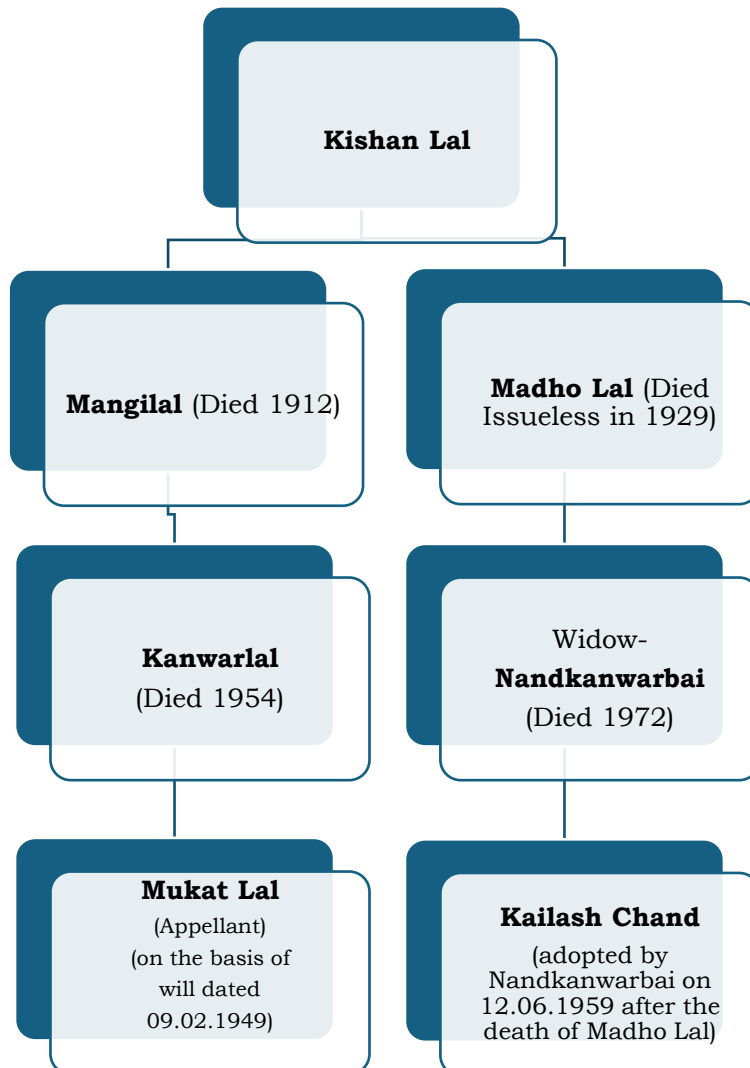 Kishan Lal
Mangilal (Died 1912)
Madho Lal (Died
Issueless in 1929)
Kanwarlal
(Died 1954)
Widow-
Nandkanwarbai
(Died 1972)
Mukat Lal
(Appellant)
(on the basis of
will dated
09.02.1949)
Kailash Chand
(adopted by
Nandkanwarbai on
12.06.1959 after the
death of Madho Lal)